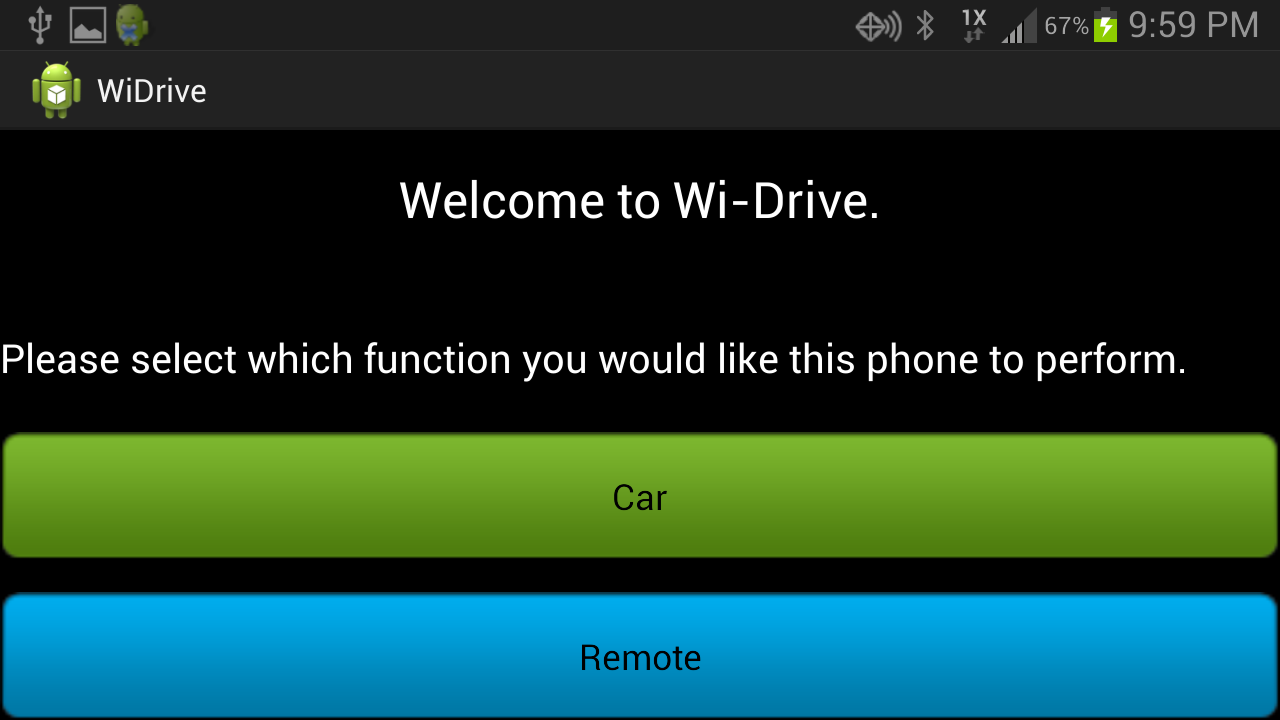 1X 67% 9:59 PM
WiDrive
Welcome to Wi-Drive.
Please select which function you would like this phone to perform.
Car
Remote